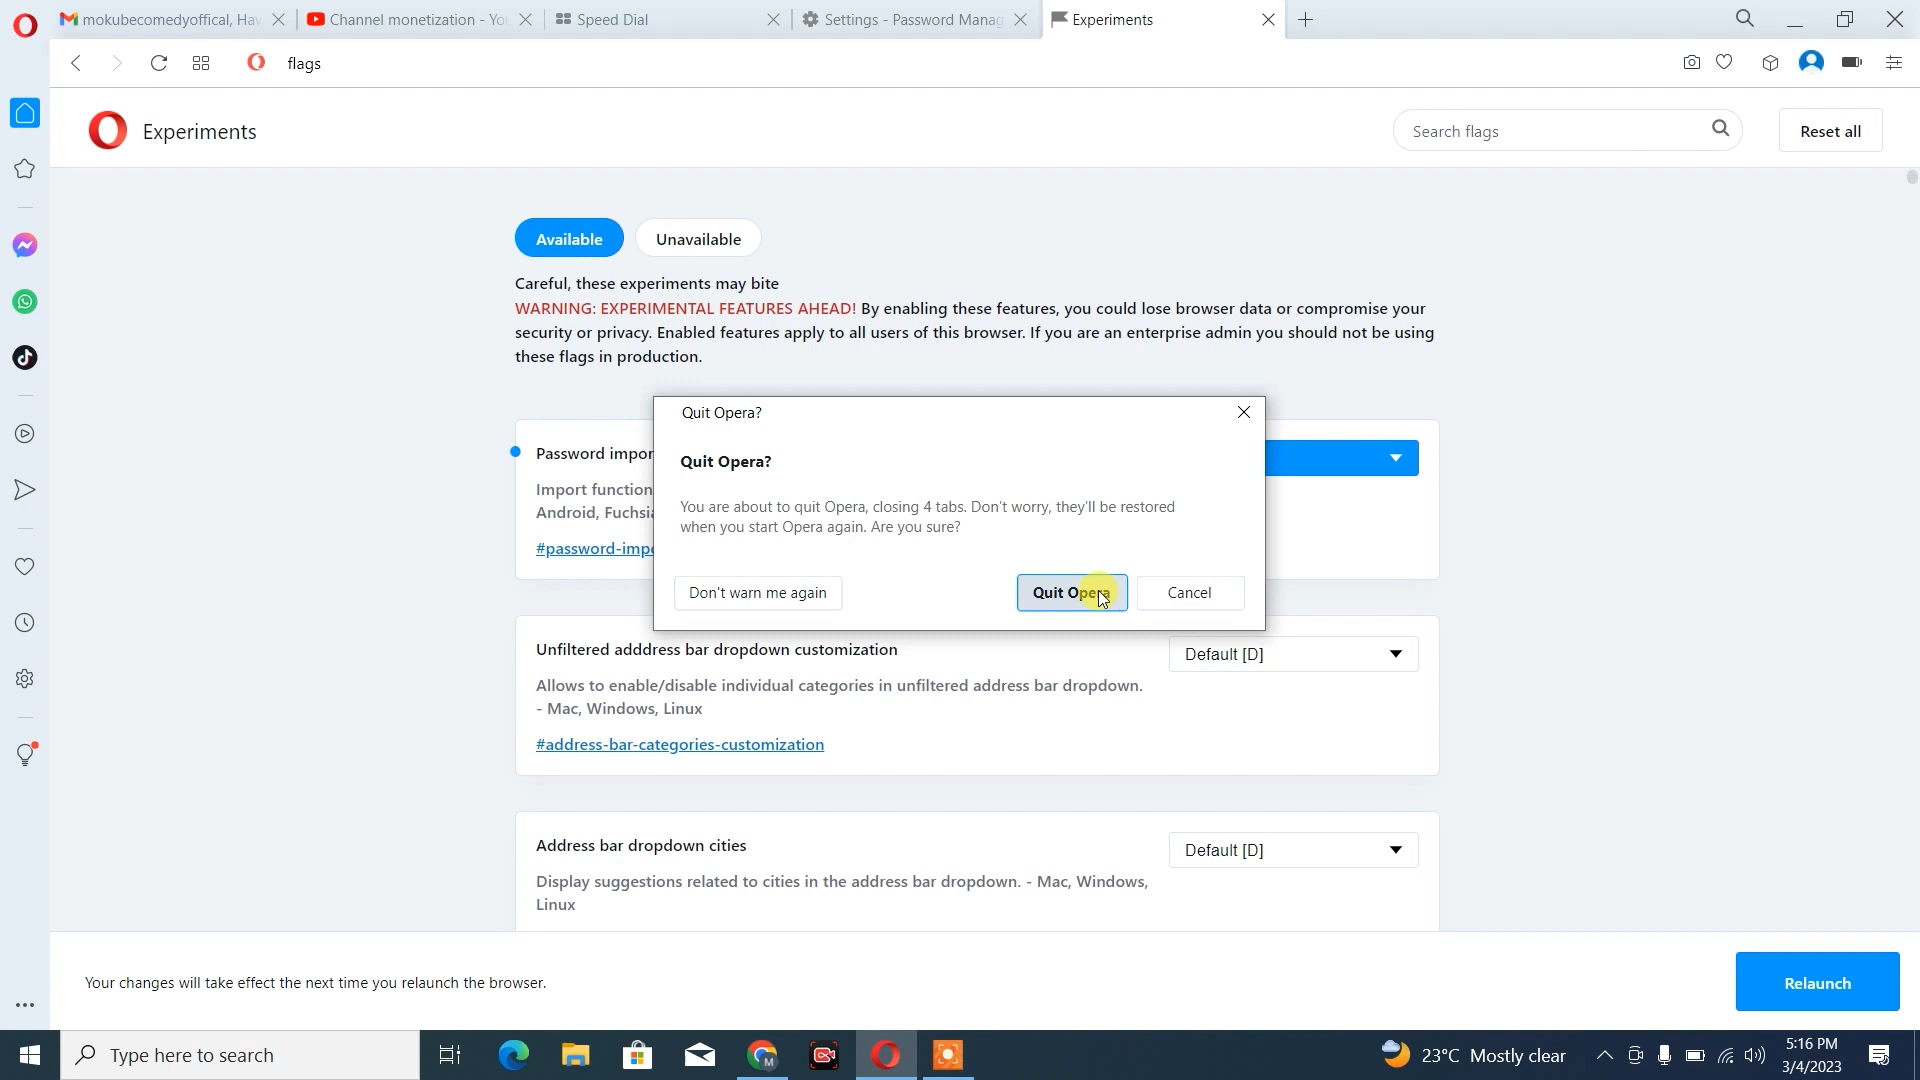 mokubecomedyoffical, Hav
Channel monetization - You
Speed Dial
Settings - Password Manag
Experiments
flags
Experiments
Search flags
Reset all
Available
Unavailable
Careful, these experiments may bite
WARNING: EXPERIMENTAL FEATURES AHEAD! By enabling these features, you could lose browser data or compromise your
security or privacy. Enabled features apply to all users of this browser. If you are an enterprise admin you should not be using
these flags in production.
Quit Opera?
Quit Opera?
You are about to quit Opera, closing 4 tabs. Don't worry, they'll be restored
when you start Opera again. Are you sure?
Don't warn me again
Quit Opera
Cancel
Password impor
Import function
Android, Fuchsia
#password-impo
Unfiltered adddress bar dropdown customization
Default [D]
Allows to enable/disable individual categories in unfiltered address bar dropdown.
- Mac, Windows, Linux
#address-bar-categories-customization
Address bar dropdown cities
Default [D]
Display suggestions related to cities in the address bar dropdown. - Mac, Windows,
Linux
Your changes will take effect the next time you relaunch the browser.
Relaunch
Type here to search
M
23°C Mostly clear
5:16 PM
3/4/2023